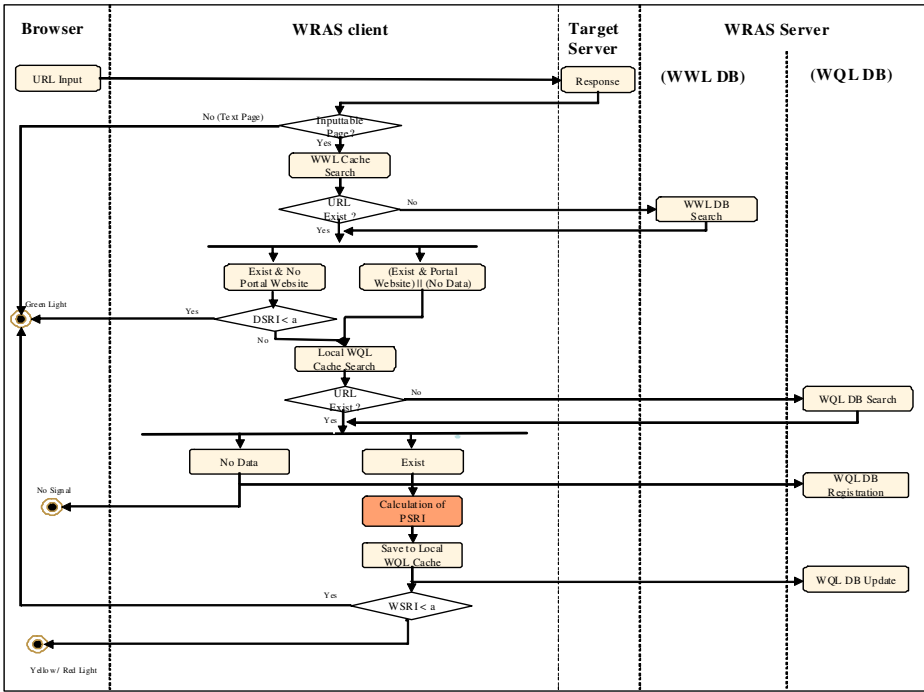 Browser
WRAS client
Target
Server
WRAS Server
(WWL DB)
(WQL DB)
URL Input
Response
No (Text Page)
Inputtable
Page?
Yes
WWL Cache
Search
URL
Exist ?
No
Yes
WWL DB
Search
Exist & No
Portal Website
(Exist & Portal
Website) || (No Data)
Green Light
Yes
DSRI < a
No
Local WQL
Cache Search
URL
Exist ?
No
Yes
WQL DB Search
No Data
Exist
No Signal
WQL DB
Registration
Calculation of
PSRI
Save to Local
WQL Cache
WQL DB Update
Yes
WSRI < a
Yellow / Red Light